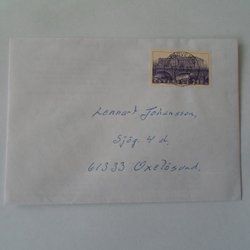 Lennart Johansson.
Sjög. 4 d.
61333 Oxelösund.